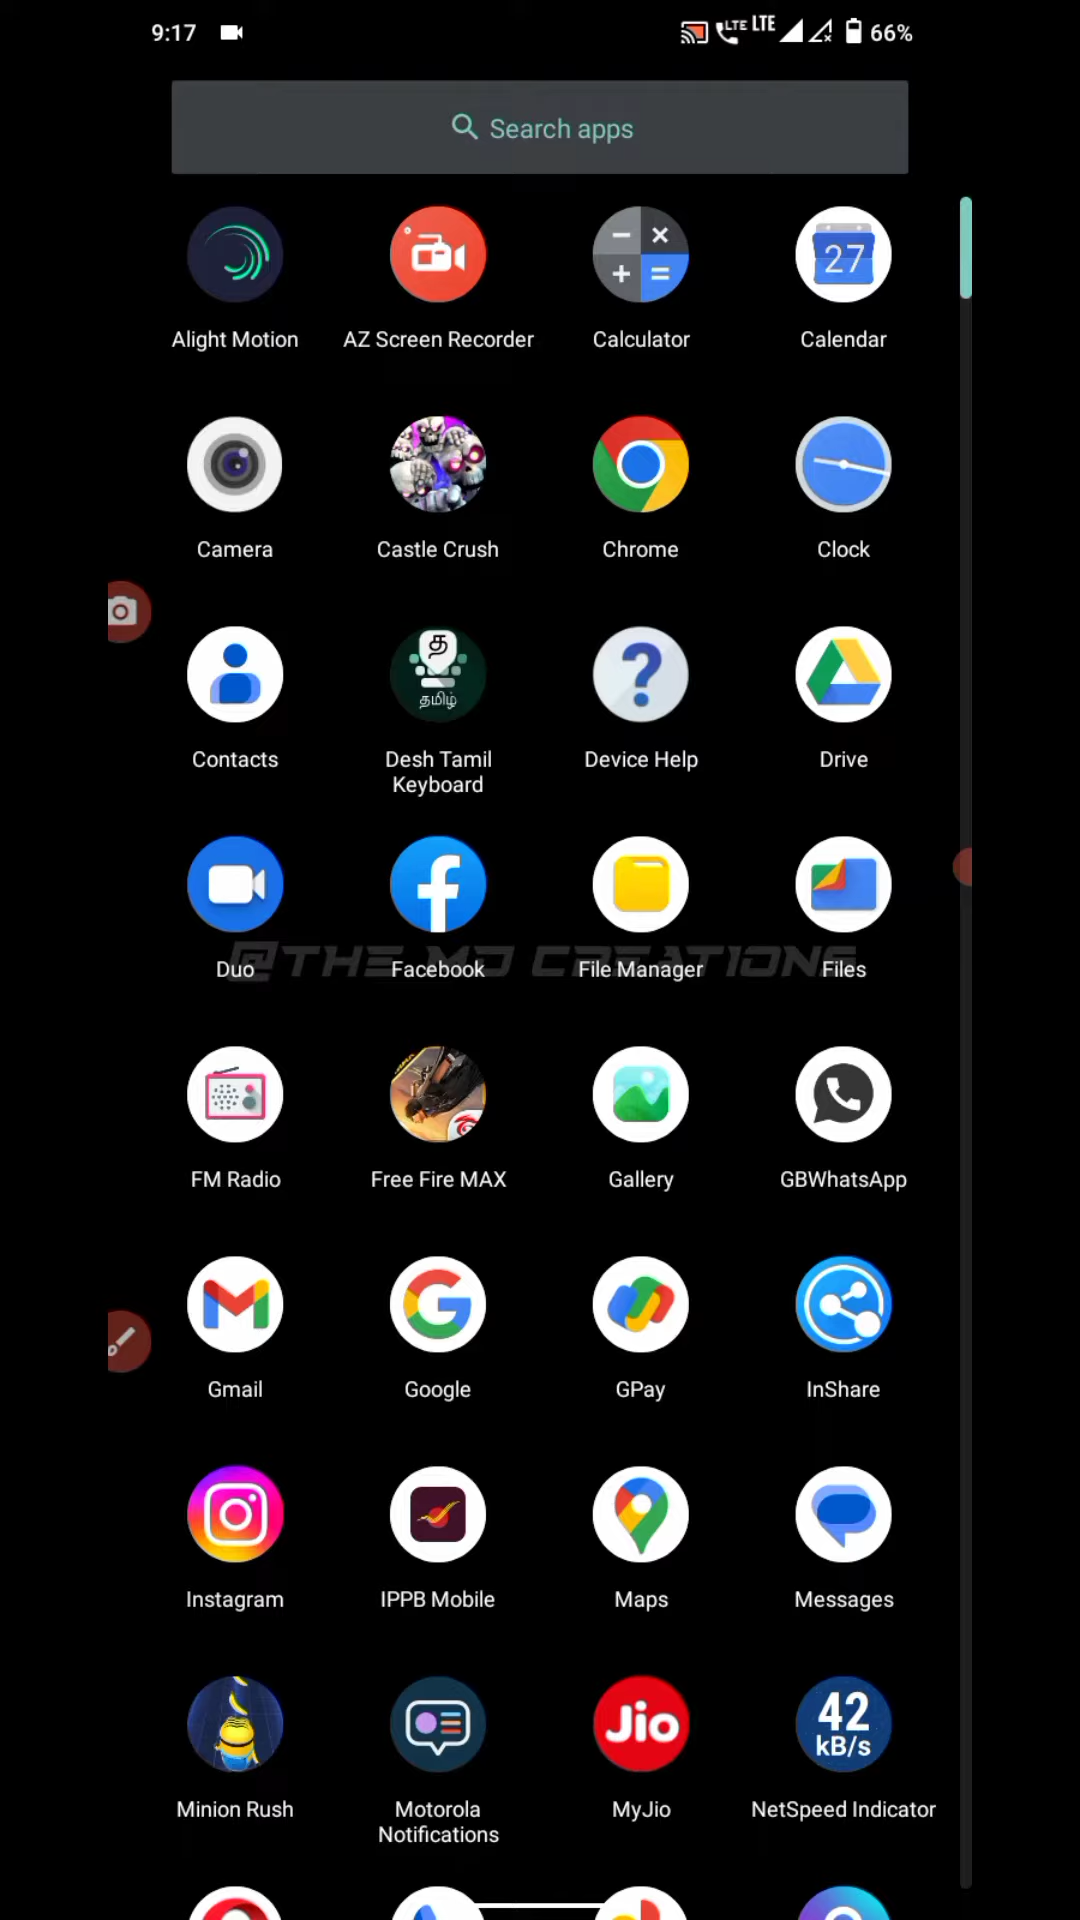 9:17 LTE LTE 66%
Search apps
27
Alight Motion AZ Screen Recorder Calculator Calendar
Camera Castle Crush Chrome Clock
த
தமிழ்
Contacts Desh Tamil Keyboard Device Help Drive
@THE MJ CREATIONS
Duo Facebook File Manager Files
FM Radio Free Fire MAX Gallery GBWhatsApp
Gmail Google GPay InShare
Instagram IPPB Mobile Maps Messages
Jio 42 kB/s
Minion Rush Motorola Notifications MyJio NetSpeed Indicator